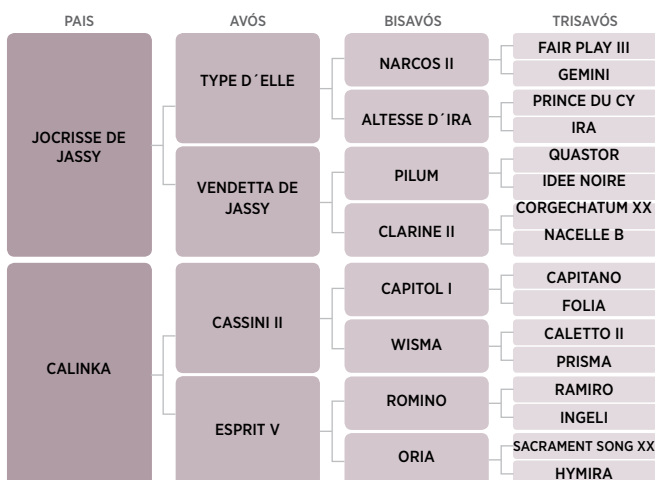 PAIS AVÓS BISAVÓS TRISAVÓS
JOCRISSE DE
JASSY
TYPE D´ELLE
NARCOS II
FAIR PLAY III
GEMINI
ALTESSE D´IRA
PRINCE DU CY
IRA
VENDETTA DE
JASSY
PILUM
QUASTOR
IDEE NOIRE
CLARINE II
CORGECHATUM XX
NACELLE B
CALINKA
CASSINI II
CAPITOL I
CAPITANO
FOLIA
WISMA
CALETTO II
PRISMA
ESPRIT V
ROMINO
RAMIRO
INGELI
ORIA
SACRAMENT SONG XX
HYMIRA